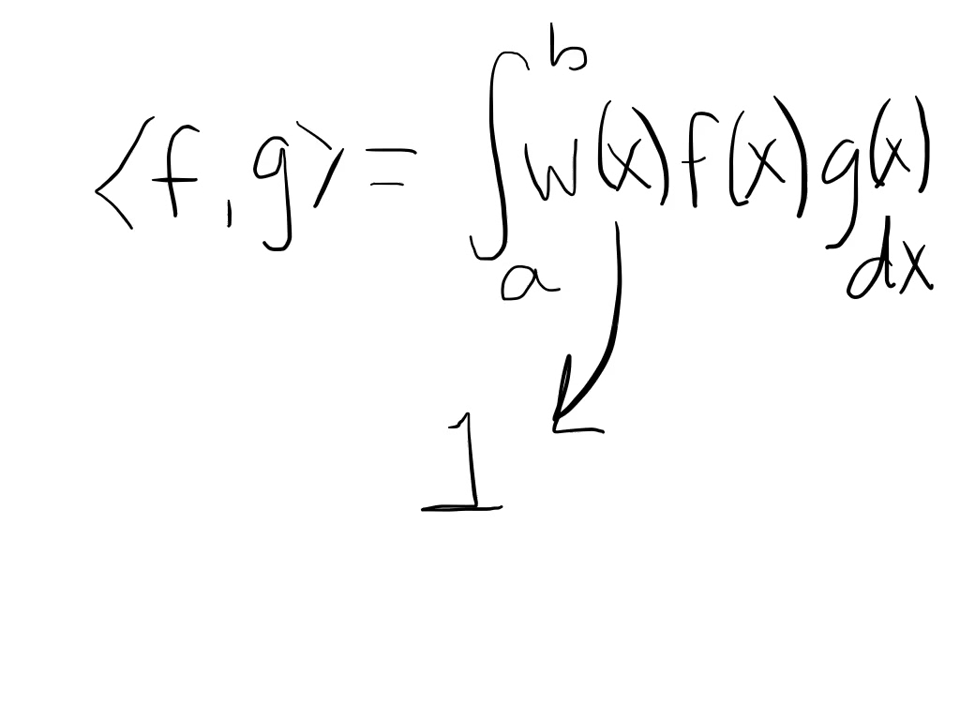 ⟨f,g⟩= ∫_a^b w(x)f(x)g(x)
dx
1